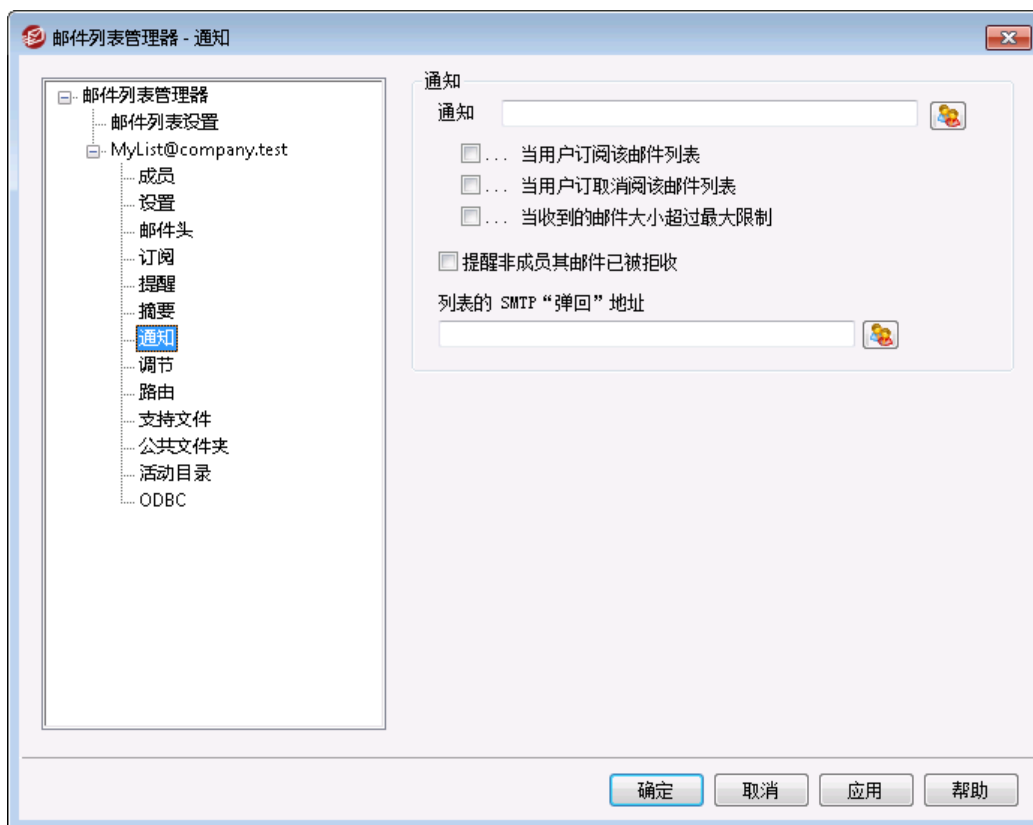 邮件列表管理器 - 通知
邮件列表管理器
邮件列表设置
MyList@company.test
成员
设置
邮件头
订阅
提醒
摘要
通知
调节
路由
支持文件
公共文件夹
活动目录
ODBC
通知
通知
... 当用户订阅该邮件列表
... 当用户订取消阅该邮件列表
... 当收到的邮件大小超过最大限制
提醒非成员其邮件已被拒收
列表的 SMTP“弹回”地址
确定 取消 应用 帮助